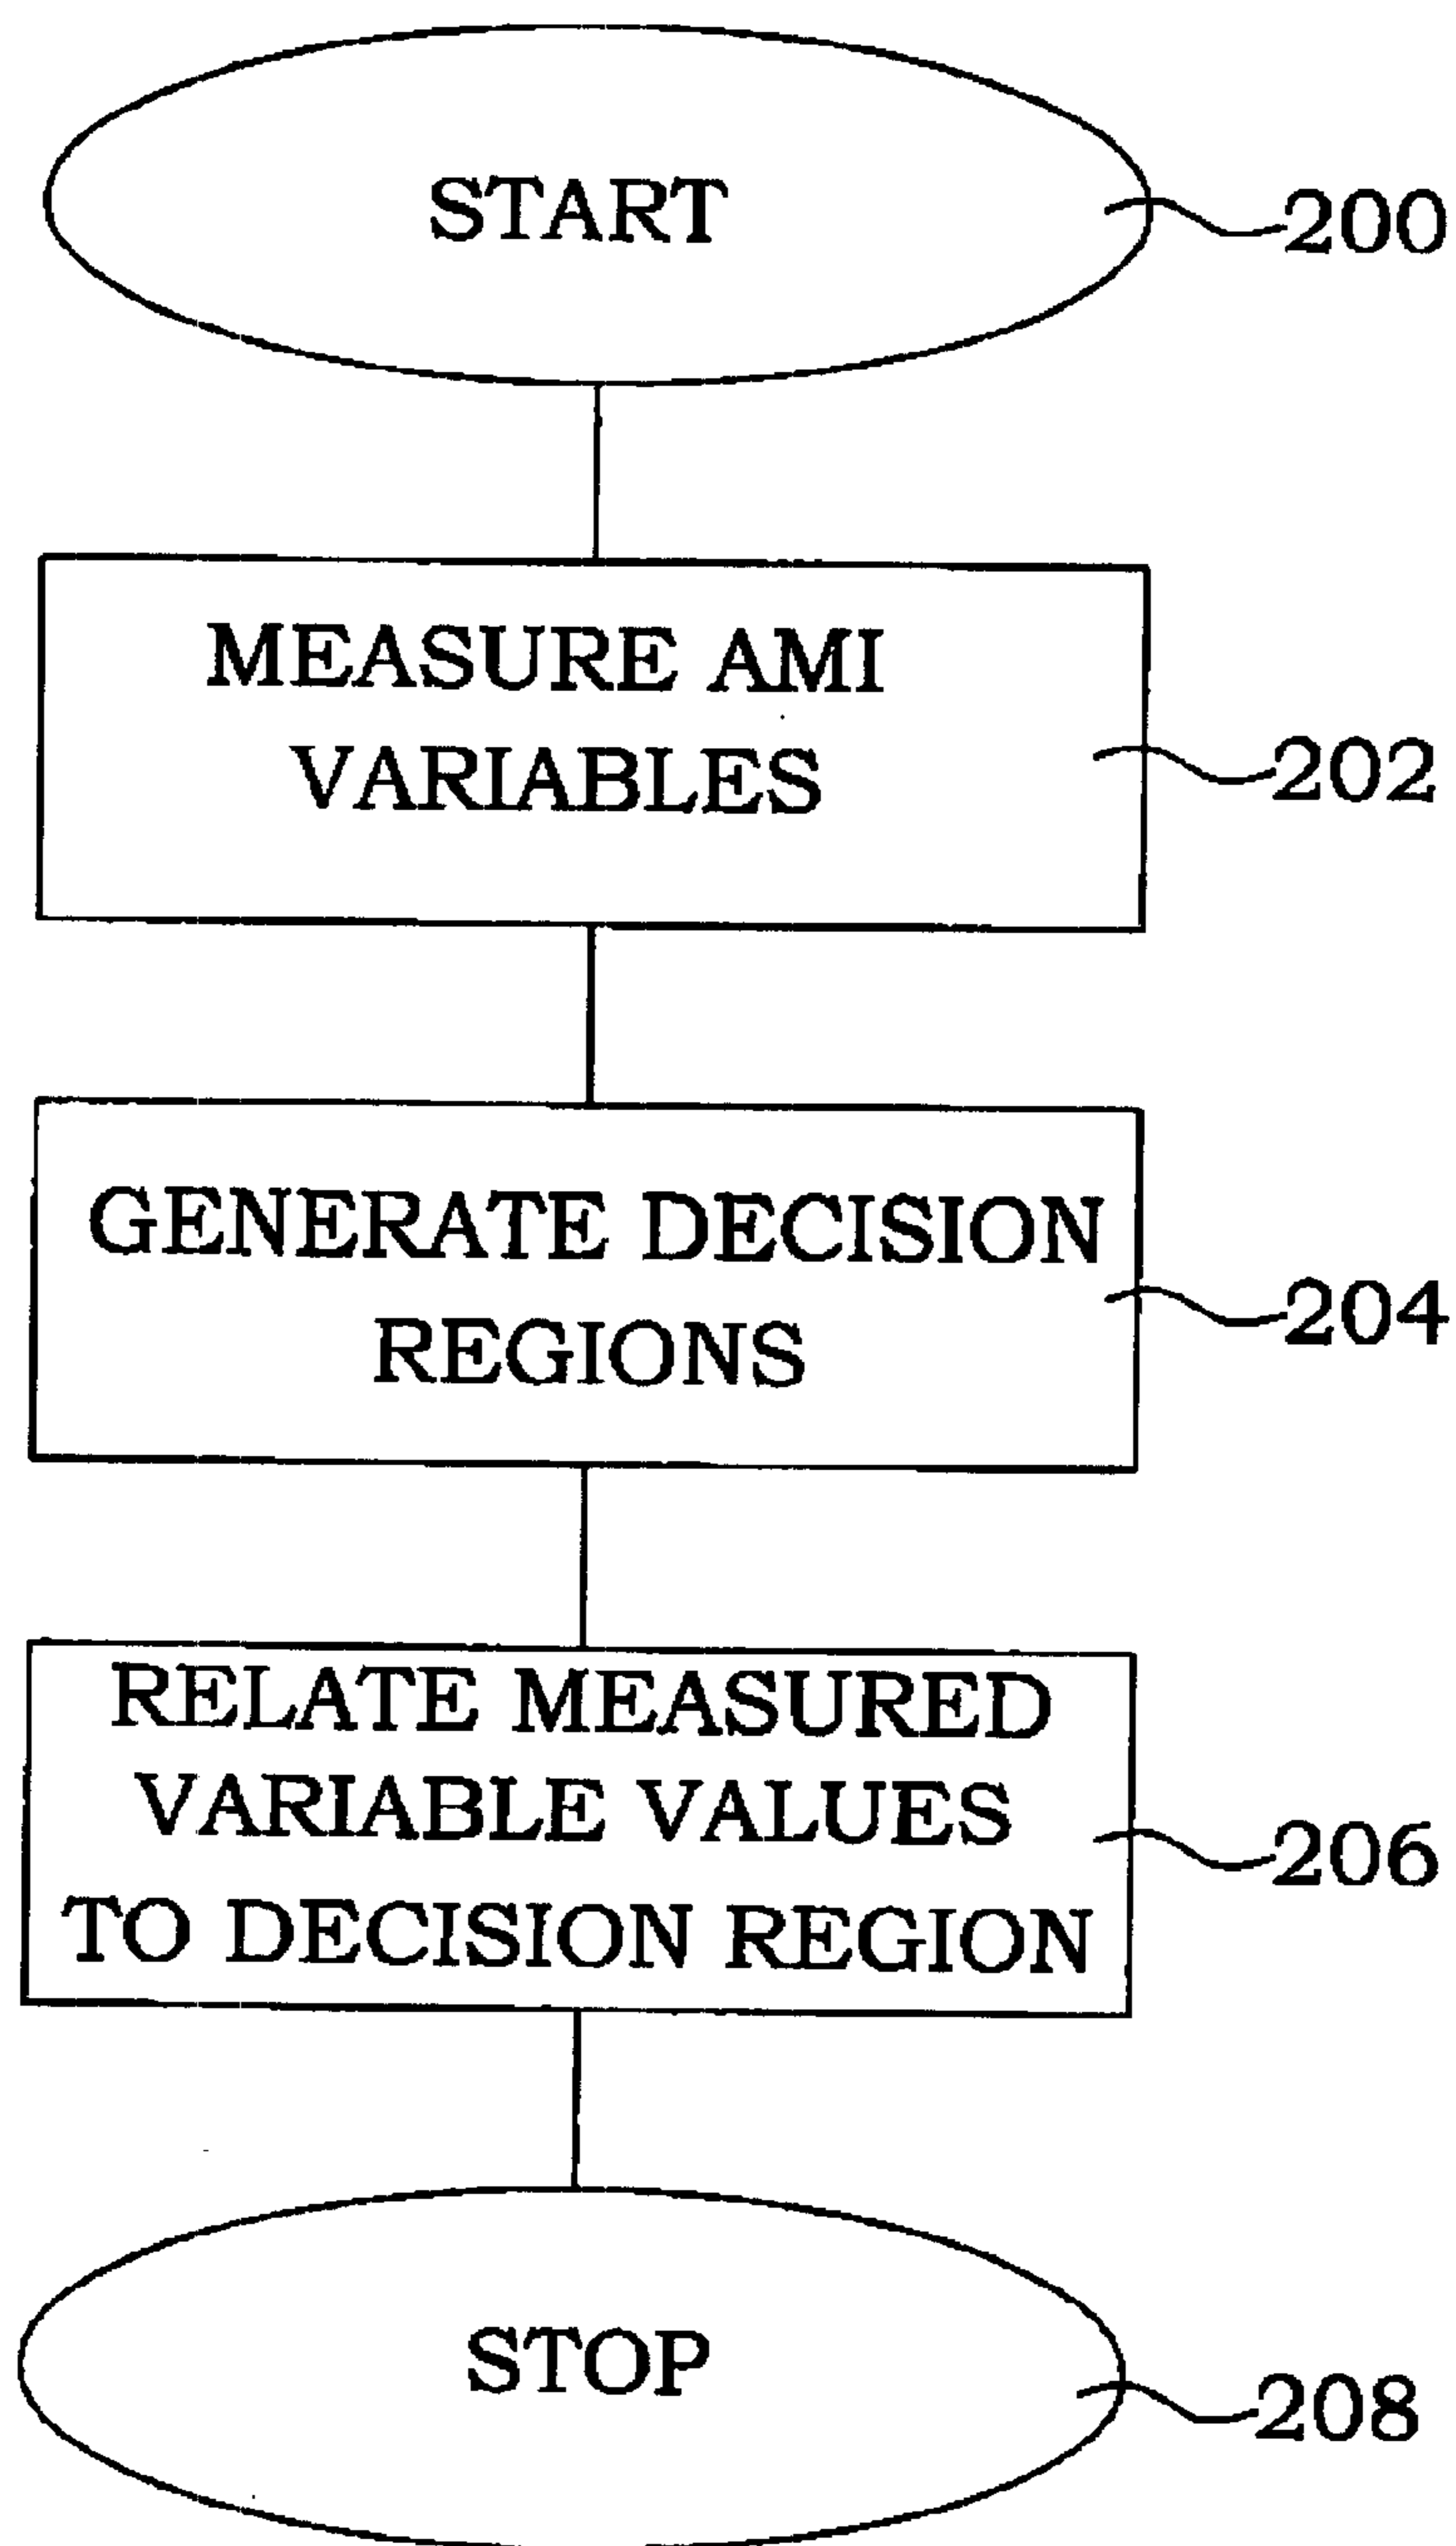 START
200
MEASURE AMI
VARIABLES
202
GENERATE DECISION
REGIONS
204
RELATE MEASURED
VARIABLE VALUES
TO DECISION REGION
206
STOP
208